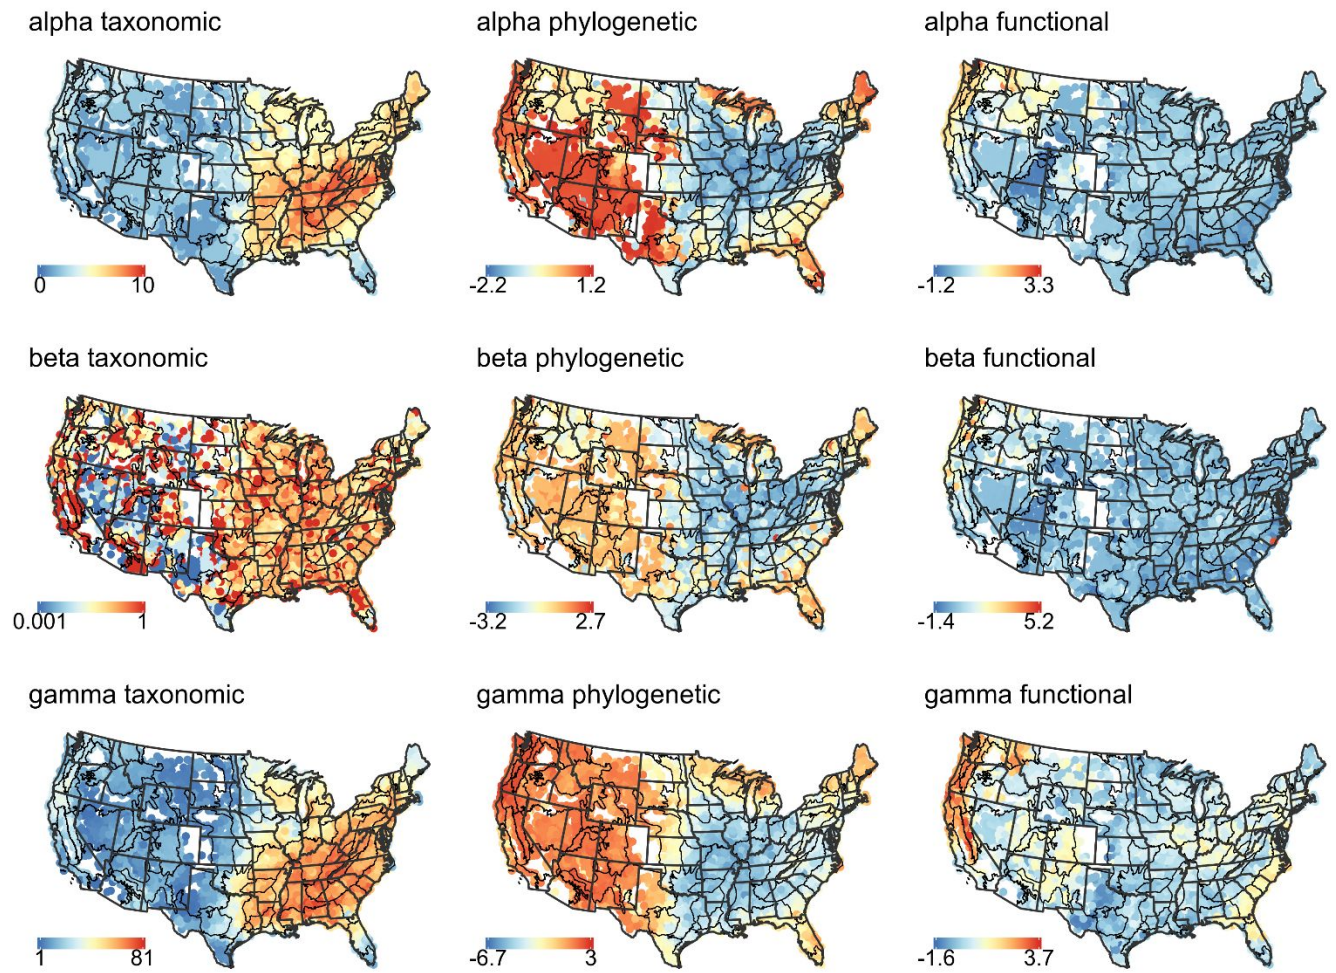 alpha taxonomic
alpha phylogenetic
alpha functional
0 10
-2.2 1.2
-1.2 3.3
beta taxonomic
beta phylogenetic
beta functional
0.001 1
-3.2 2.7
-1.4 5.2
gamma taxonomic
gamma phylogenetic
gamma functional
1 81
-6.7 3
-1.6 3.7